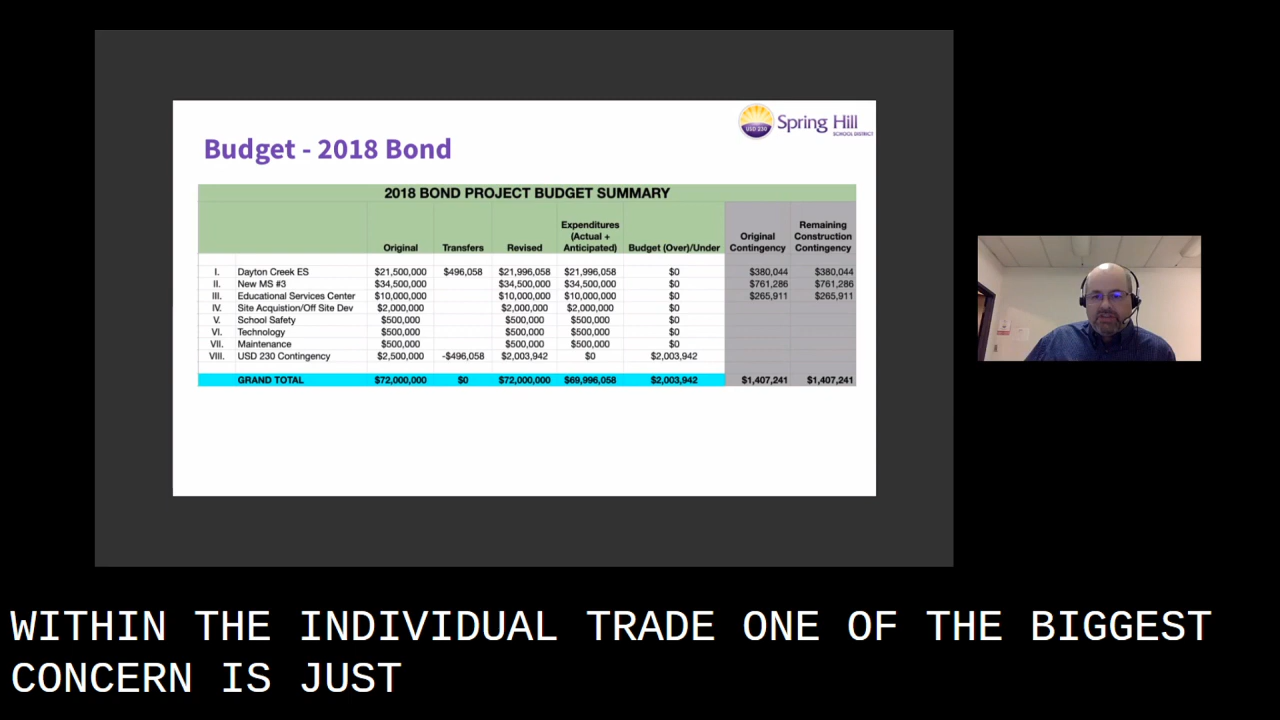 USD 230
Spring Hill
SCHOOL DISTRICT
Budget - 2018 Bond
2018 BOND PROJECT BUDGET SUMMARY
Original Transfers Revised Expenditures (Actual + Anticipated) Budget (Over)/Under Original Contingency Remaining Construction Contingency
I. Dayton Creek ES $21,500,000 $496,058 $21,996,058 $21,996,058 $0 $380,044 $380,044
II. New MS #3 $34,500,000 $34,500,000 $34,500,000 $0 $761,286 $761,286
III. Educational Services Center $10,000,000 $10,000,000 $10,000,000 $0 $265,911 $265,911
IV. Site Acquistion/Off Site Dev $2,000,000 $2,000,000 $2,000,000 $0
V. School Safety $500,000 $500,000 $500,000 $0
VI. Technology $500,000 $500,000 $500,000 $0
VII. Maintenance $500,000 $500,000 $500,000 $0
VIII. USD 230 Contingency $2,500,000 -$496,058 $2,003,942 $0 $2,003,942
GRAND TOTAL $72,000,000 $0 $72,000,000 $69,996,058 $2,003,942 $1,407,241 $1,407,241
WITHIN THE INDIVIDUAL TRADE ONE OF THE BIGGEST
CONCERN IS JUST